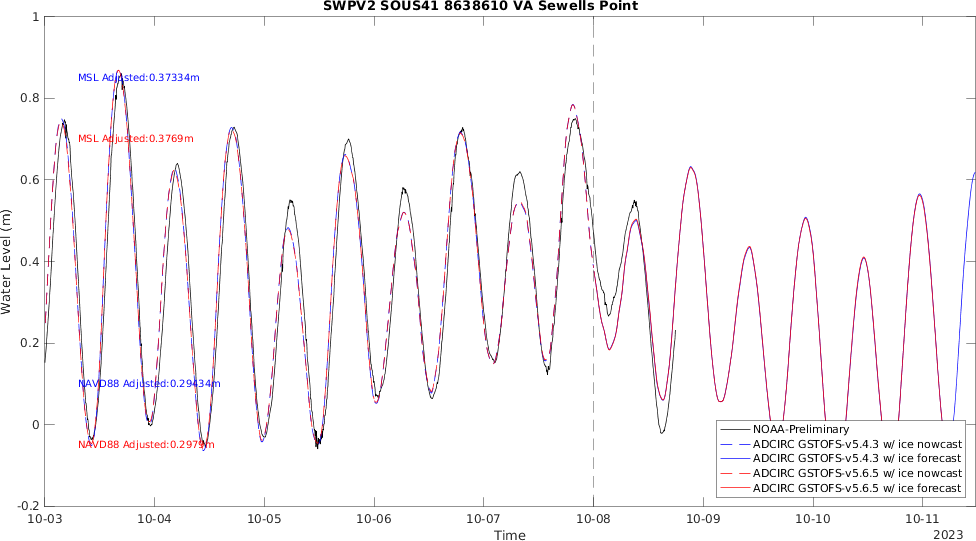 SWPV2 SOUS41 8638610 VA Sewells Point
1
0.8
0.6
0.4
0.2
0
-0.2
Water Level (m)
MSL Adjusted:0.37334m
MSL Adjusted:0.3769m
NAVD88 Adjusted:0.29434m
NAVD88 Adjusted:0.2979m
NOAA-Preliminary
ADCIRC GSTOFS-v5.4.3 w/ ice nowcast
ADCIRC GSTOFS-v5.4.3 w/ ice forecast
ADCIRC GSTOFS-v5.6.5 w/ ice nowcast
ADCIRC GSTOFS-v5.6.5 w/ ice forecast
10-03 10-04 10-05 10-06 10-07 10-08 10-09 10-10 10-11
Time
2023